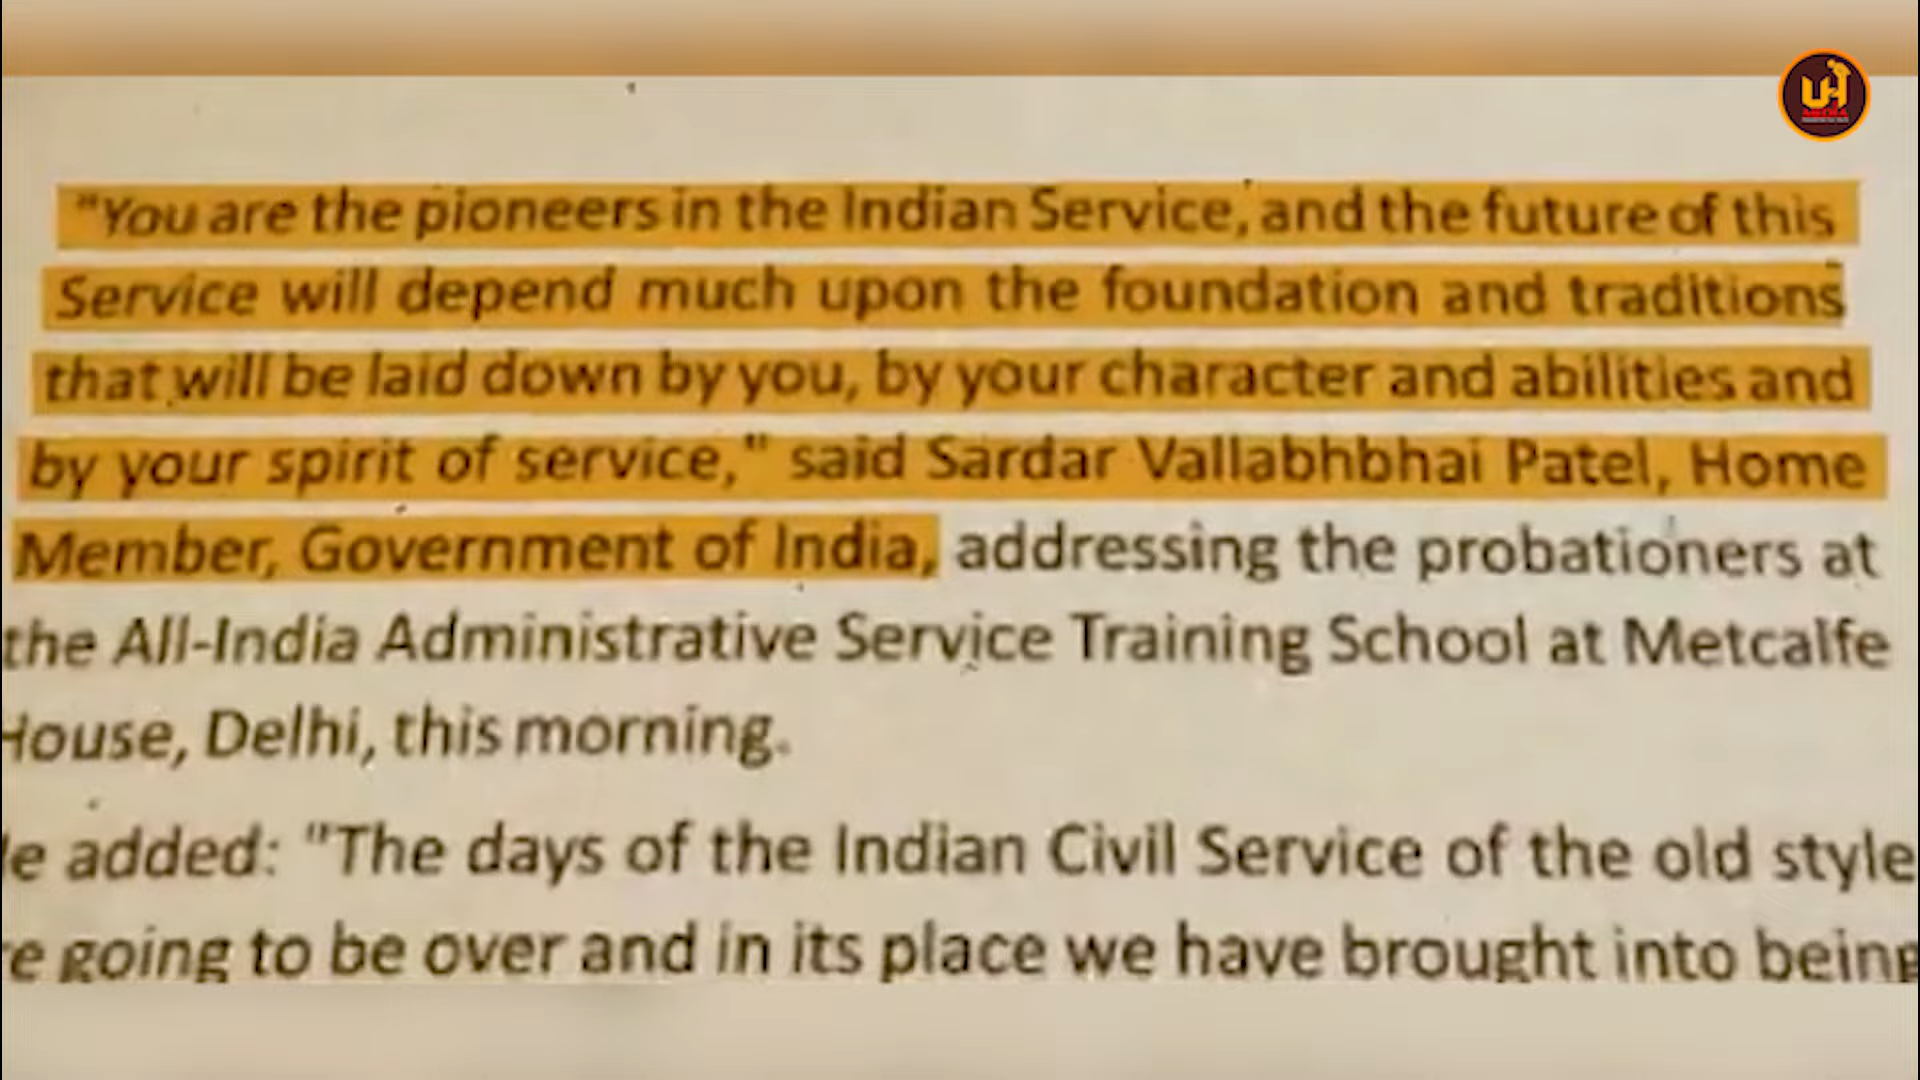 "You are the pioneers in the Indian Service, and the future of this
Service will depend much upon the foundation and traditions
that will be laid down by you, by your character and abilities and
by your spirit of service," said Sardar Vallabhbhai Patel, Home
Member, Government of India, addressing the probationers at
the All-India Administrative Service Training School at Metcalfe
House, Delhi, this morning.
le added: "The days of the Indian Civil Service of the old style
re going to be over and in its place we have brought into being